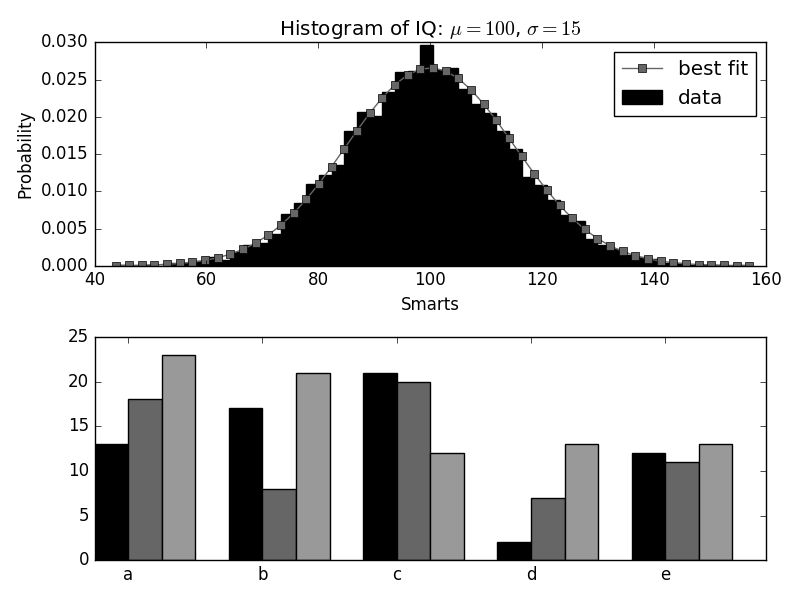 Histogram of IQ: μ = 100, σ = 15
0.030
0.025
0.020
0.015
0.010
0.005
0.000
Probability
best fit
data
40 60 80 100 120 140 160
Smarts
25
20
15
10
5
0
a b c d e